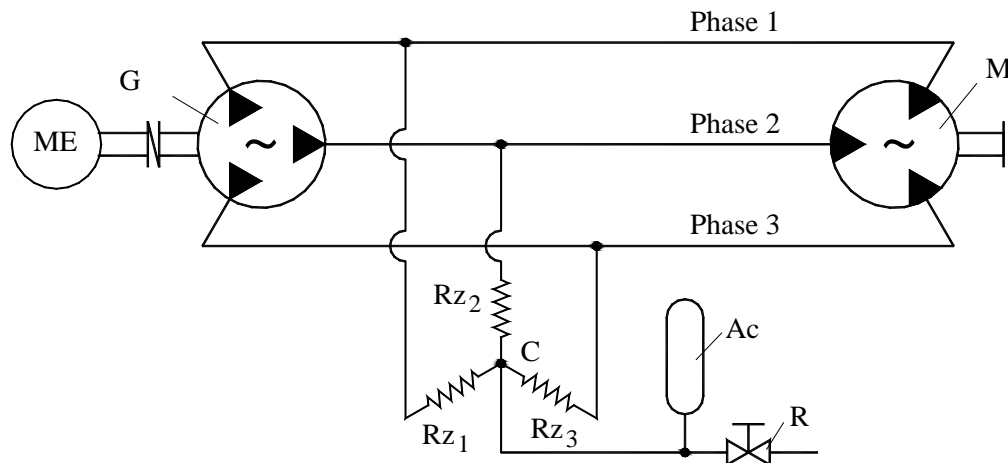 Phase 1
G
M
ME
~
~
Phase 2
Phase 3
Rz2
Ac
C
Rz1
Rz3
R